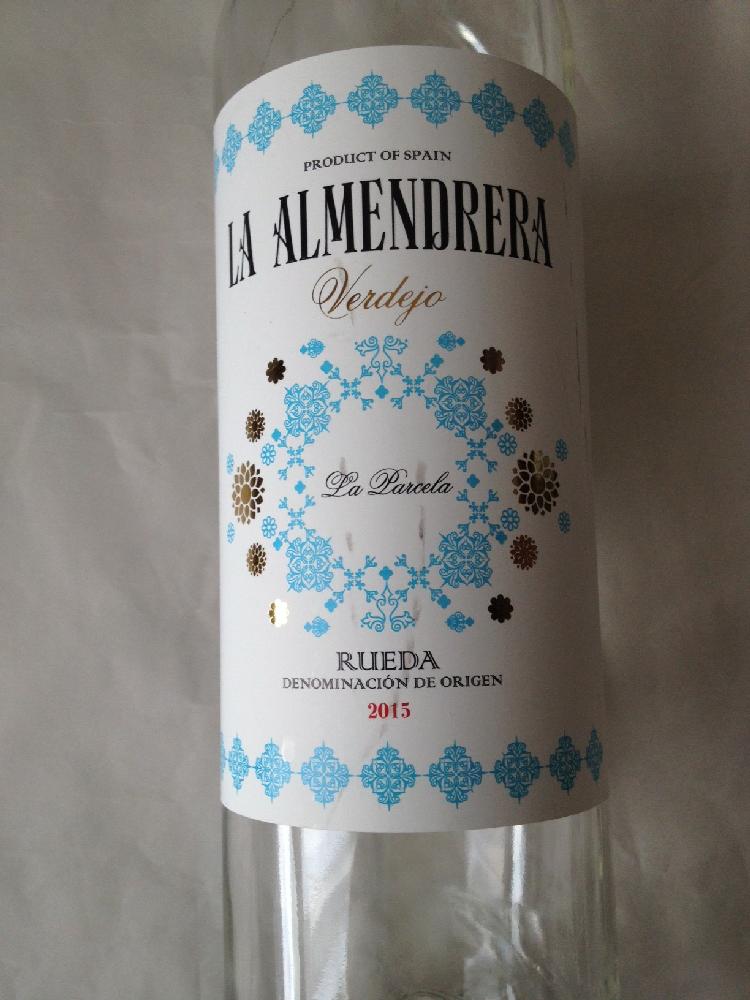 PRODUCT OF SPAIN
LA ALMENDRERA
Verdejo
La Parcela
RUEDA
DENOMINACIÓN DE ORIGEN
2015